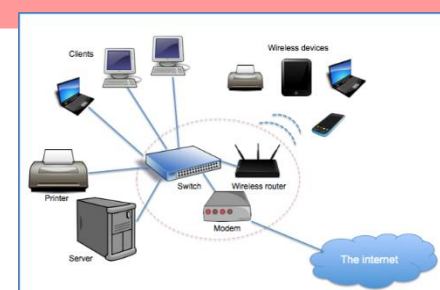 Clients
Wireless devices
Printer
Switch
Wireless router
Modem
Server
The internet